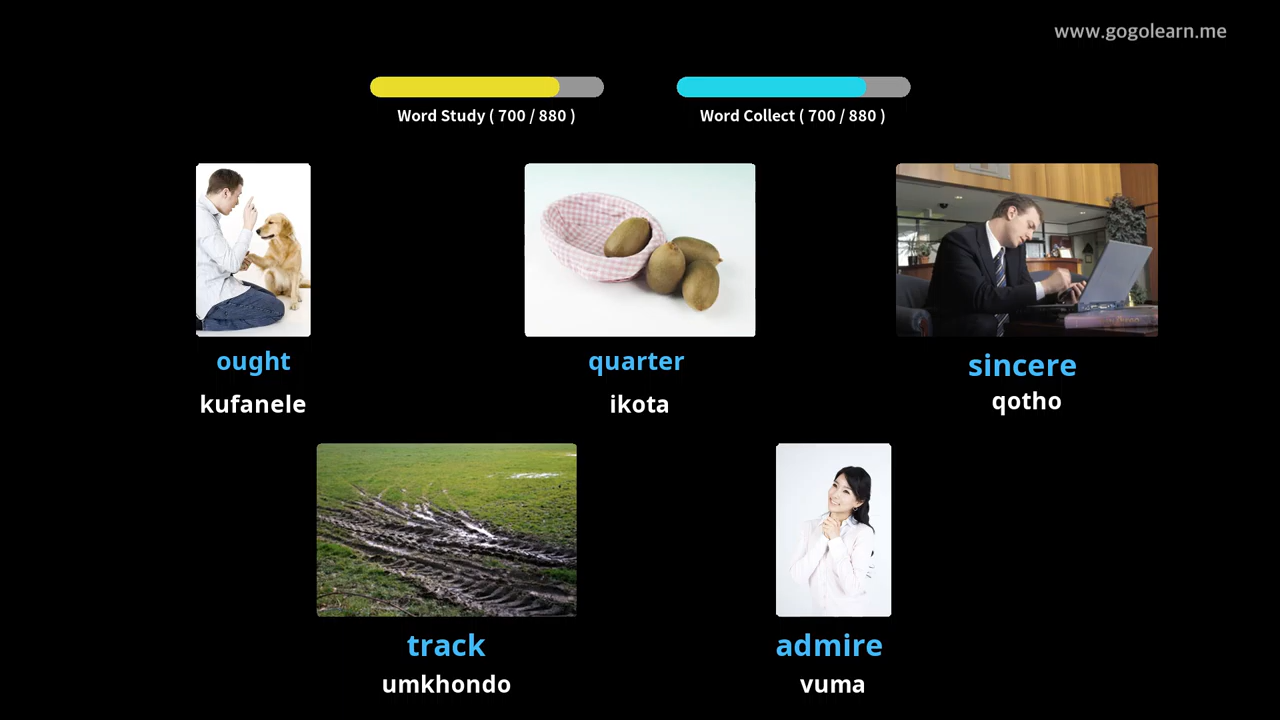 www.gogolearn.me
Word Study ( 700 / 880 )
Word Collect ( 700 / 880 )
ought
kufanele
quarter
ikota
sincere
qotho
track
umkhondo
admire
vuma